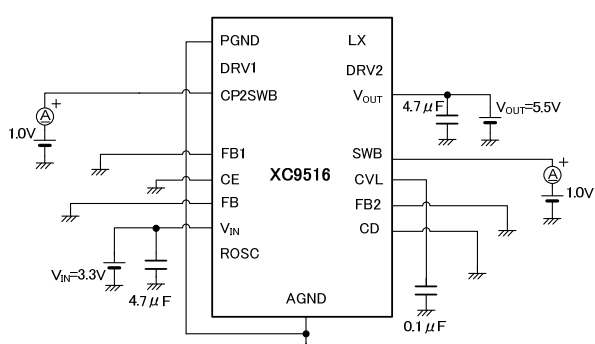 PGND
LX
DRV1
DRV2
CP2SWB
VOUT
4.7μF
VOUT=5.5V
A
+
1.0V
FB1
SWB
XC9516
CE
CVL
A
+
1.0V
FB
FB2
VIN
CD
ROSC
VIN=3.3V
4.7μF
AGND
0.1μF